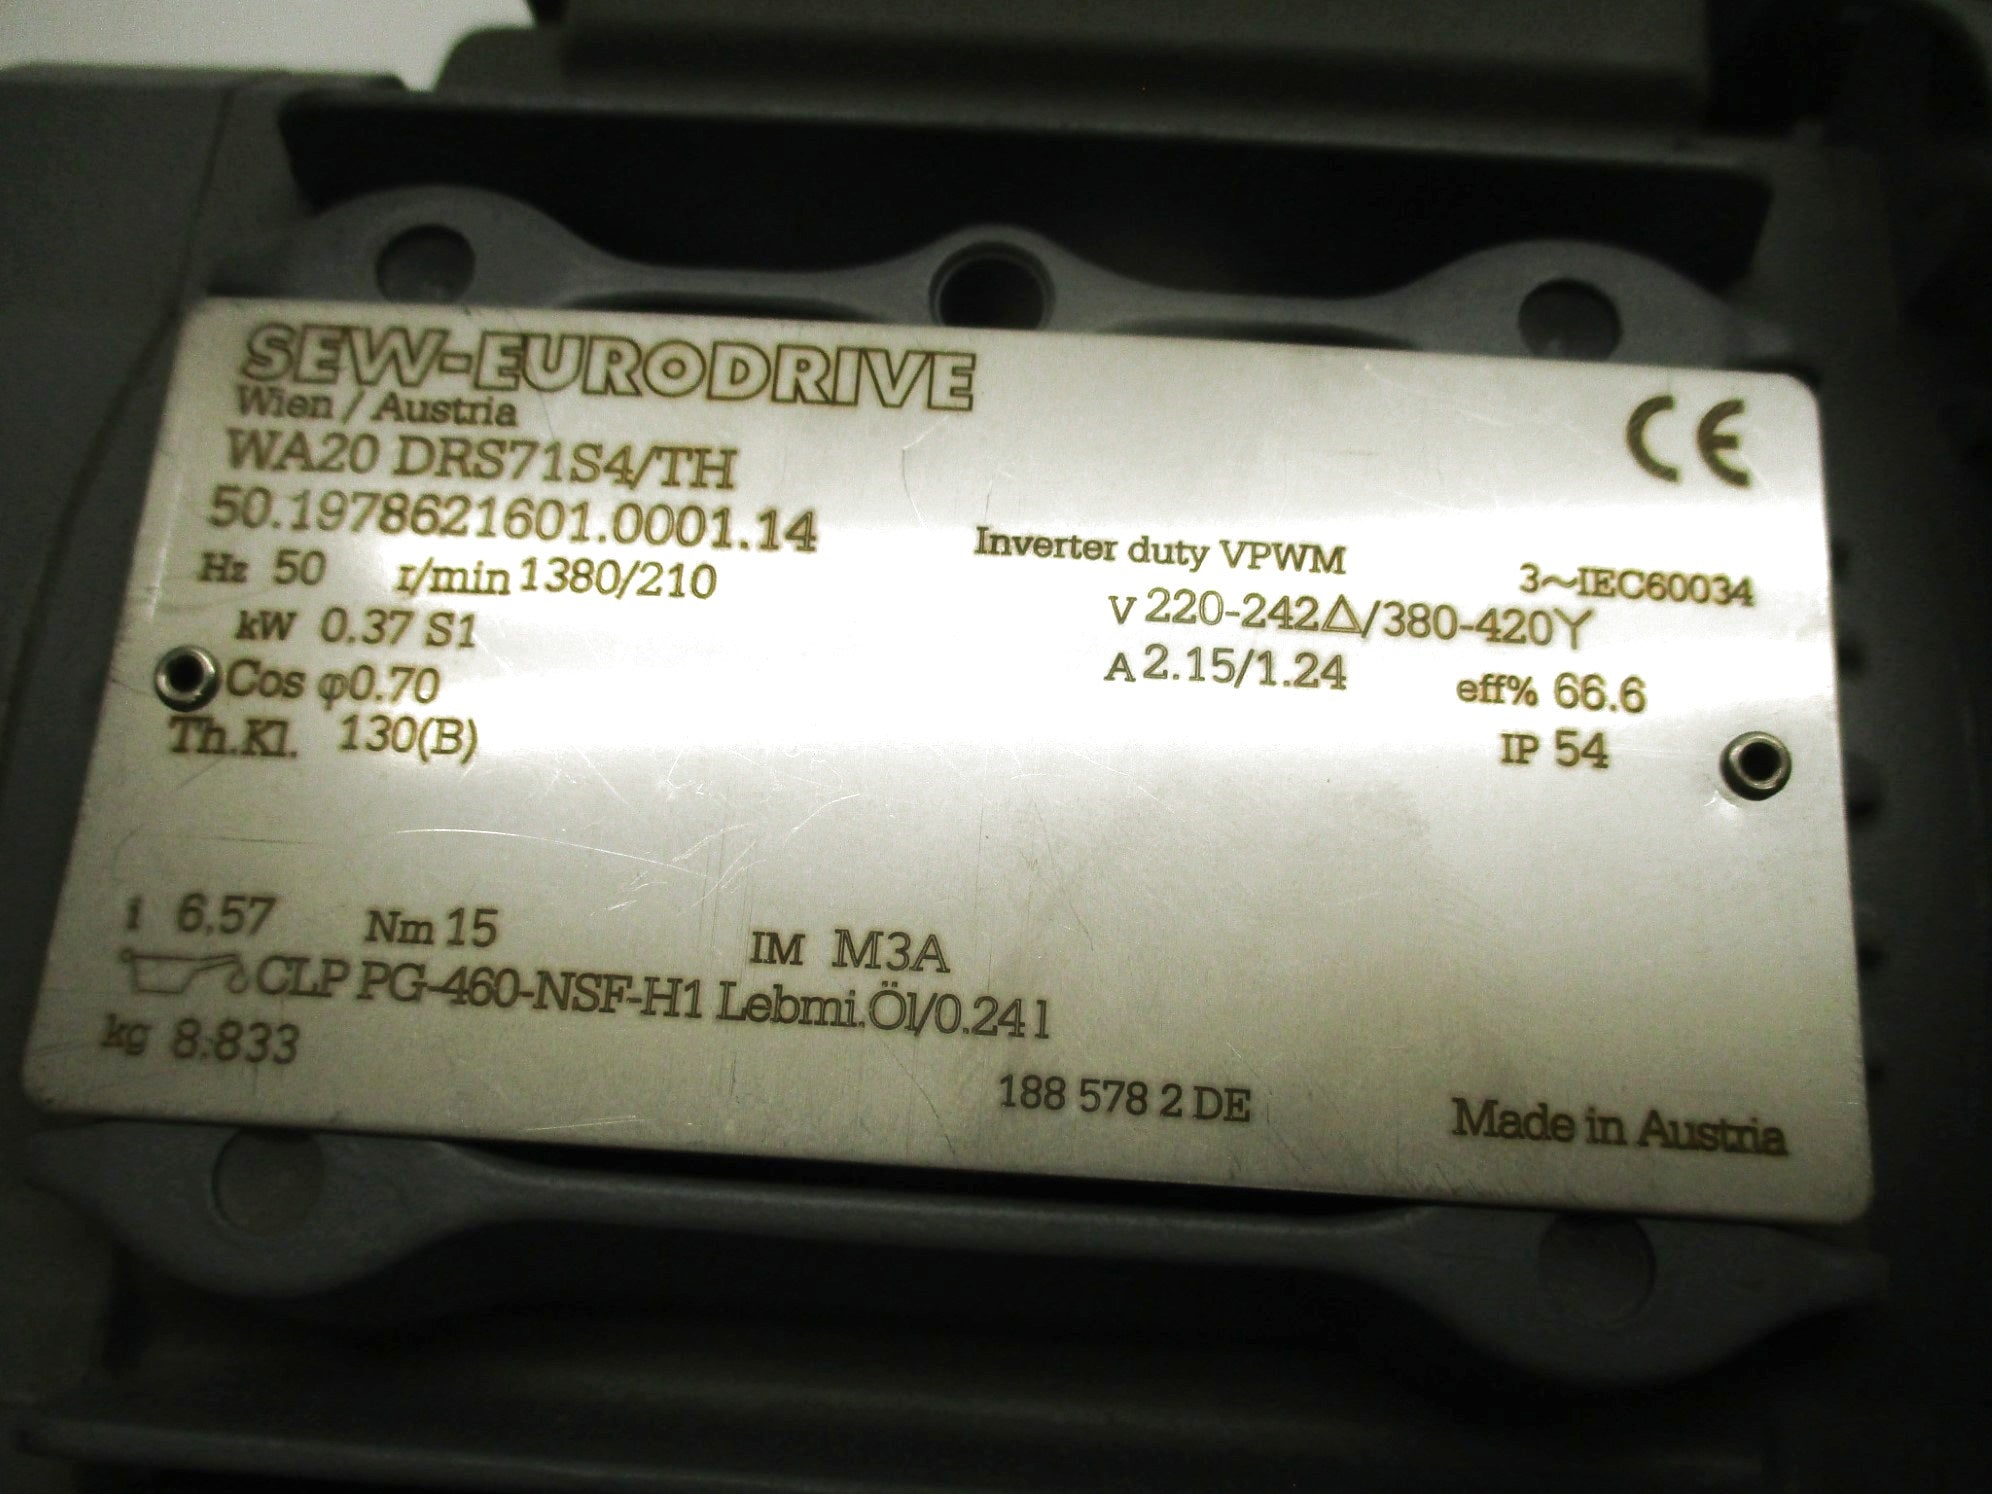 SEW-EURODRIVE
Wien / Austria
CE
WA20 DRS71S4/TH
50.1978621601.0001.14
Inverter duty VPWM
3~IEC60034
Hz 50 r/min 1380/210
V 220-242Δ/380-420Y
kW 0.37 S1
A 2.15/1.24
eff% 66.6
Cos φ0.70
IP 54
Th.Kl. 130(B)
i 6,57 Nm 15 IM M3A
CLP PG-460-NSF-H1 Lebmi.Öl/0.24 l
kg 8.833
188 578 2 DE
Made in Austria